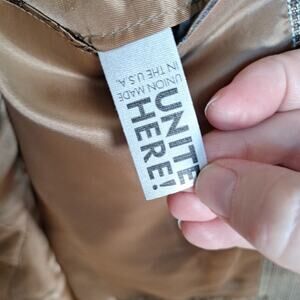 UNION MADE
IN THE U.S.A.
UNITE
HERE!